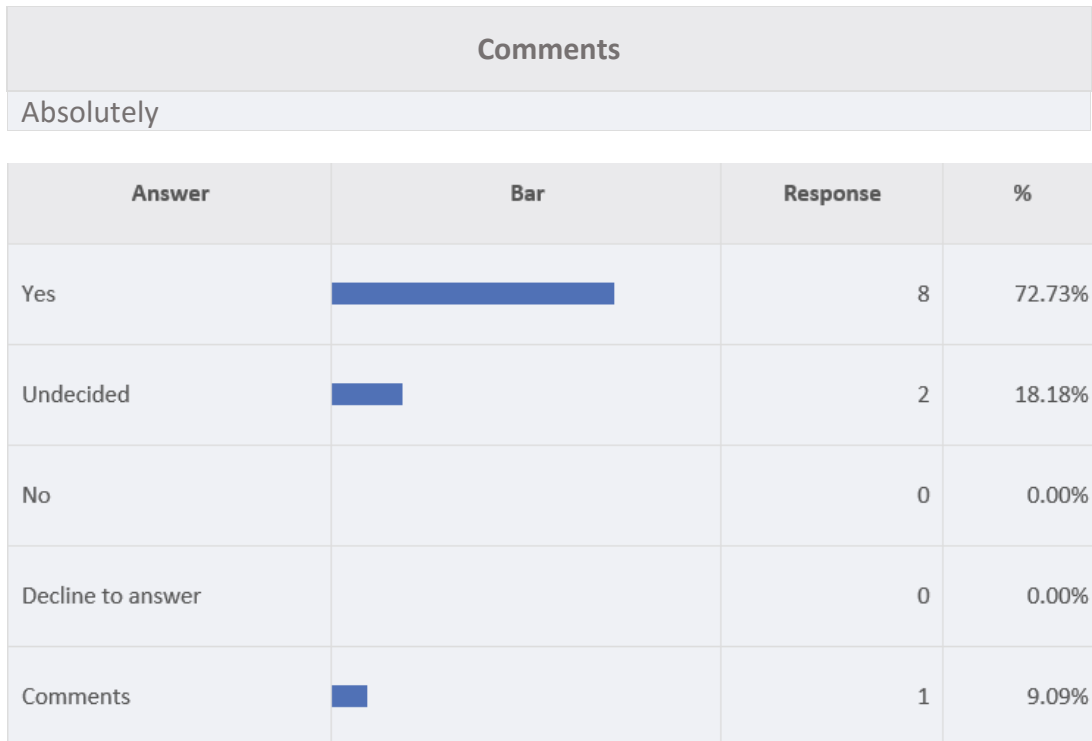 Comments
Absolutely
Answer Bar Response %
Yes 8 72.73%
Undecided 2 18.18%
No 0 0.00%
Decline to answer 0 0.00%
Comments 1 9.09%